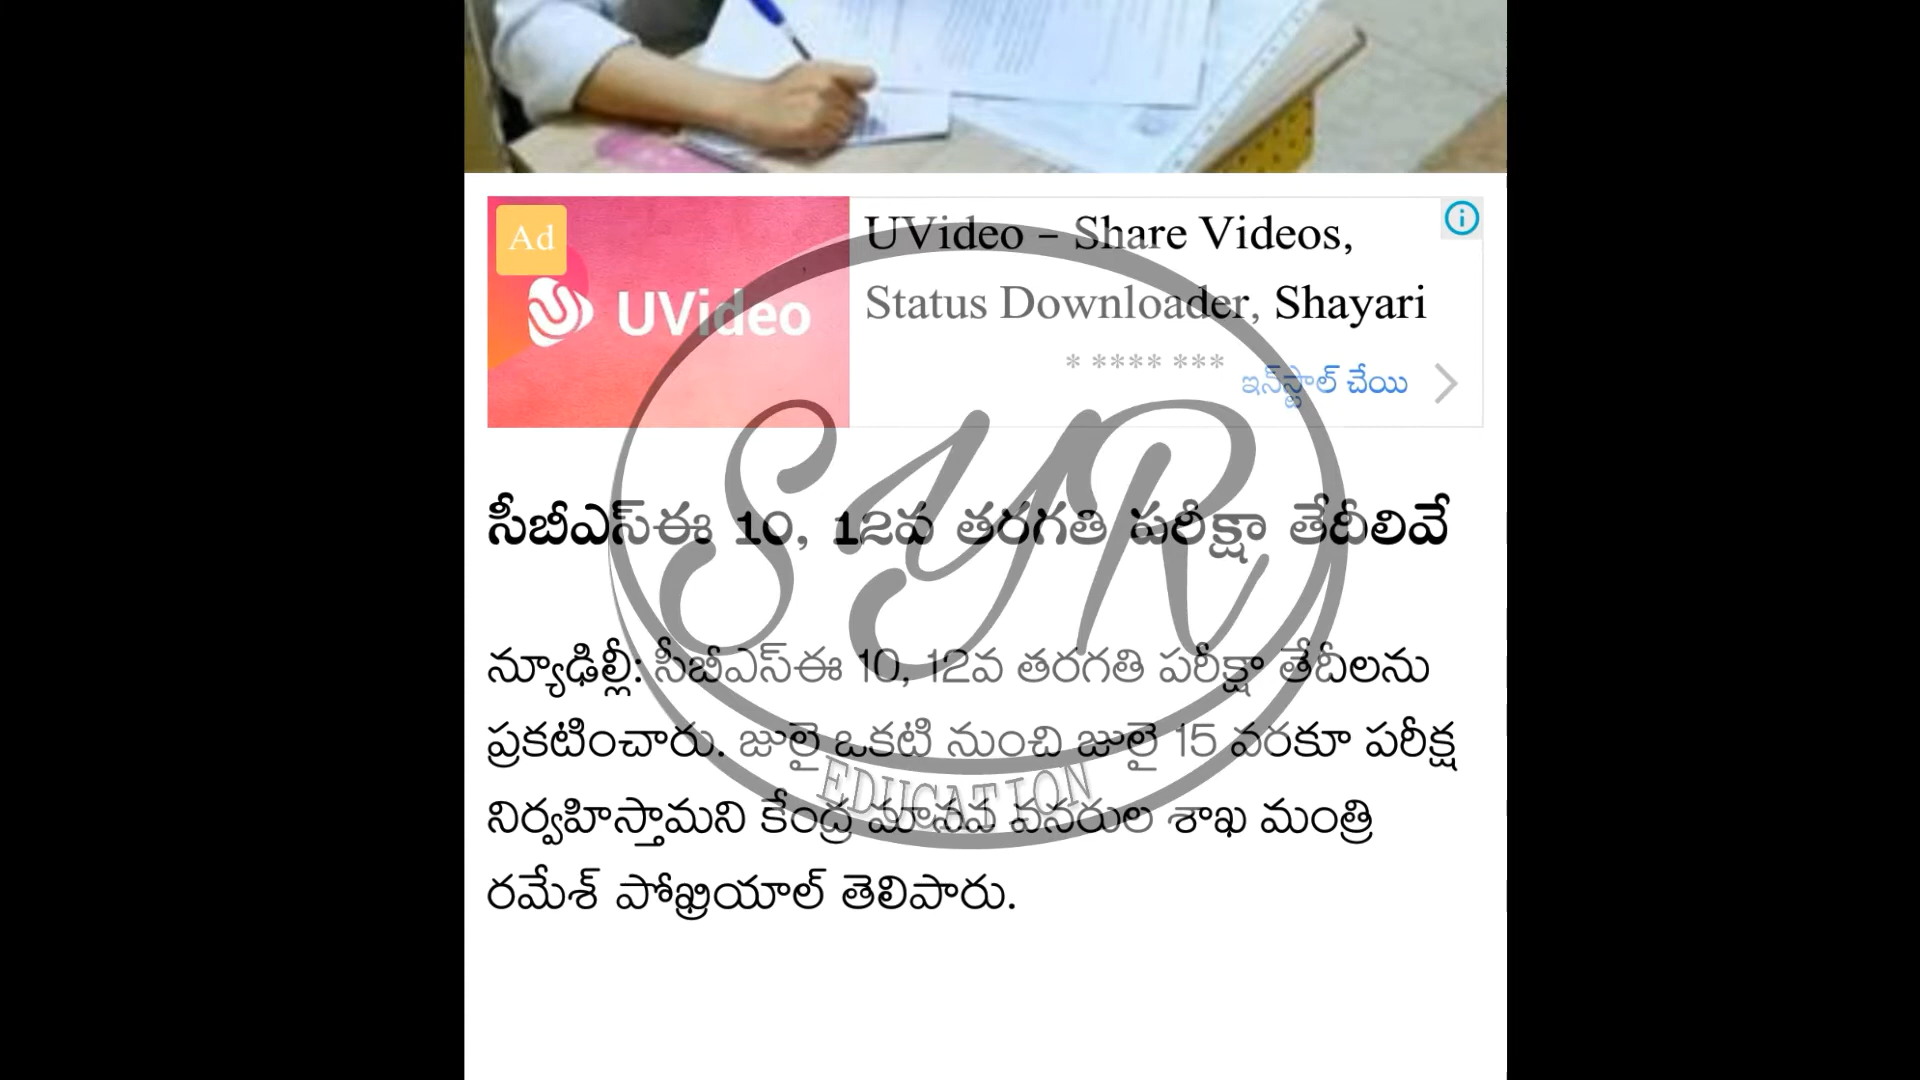 Ad
UVideo
UVideo – Share Videos,
Status Downloader, Shayari
* **** ***
ఇన్‌స్టాల్ చేయి
సీబీఎస్ఈ 10, 12వ తరగతి పరీక్షా తేదీలివే
న్యూఢిల్లీ: సీబీఎస్ఈ 10, 12వ తరగతి పరీక్షా తేదీలను
ప్రకటించారు. జులై ఒకటి నుంచి జులై 15 వరకూ పరీక్ష
నిర్వహిస్తామని కేంద్ర మానవ వనరుల శాఖ మంత్రి
రమేశ్ పోఖ్రియాల్ తెలిపారు.
SYR
EDUCATION